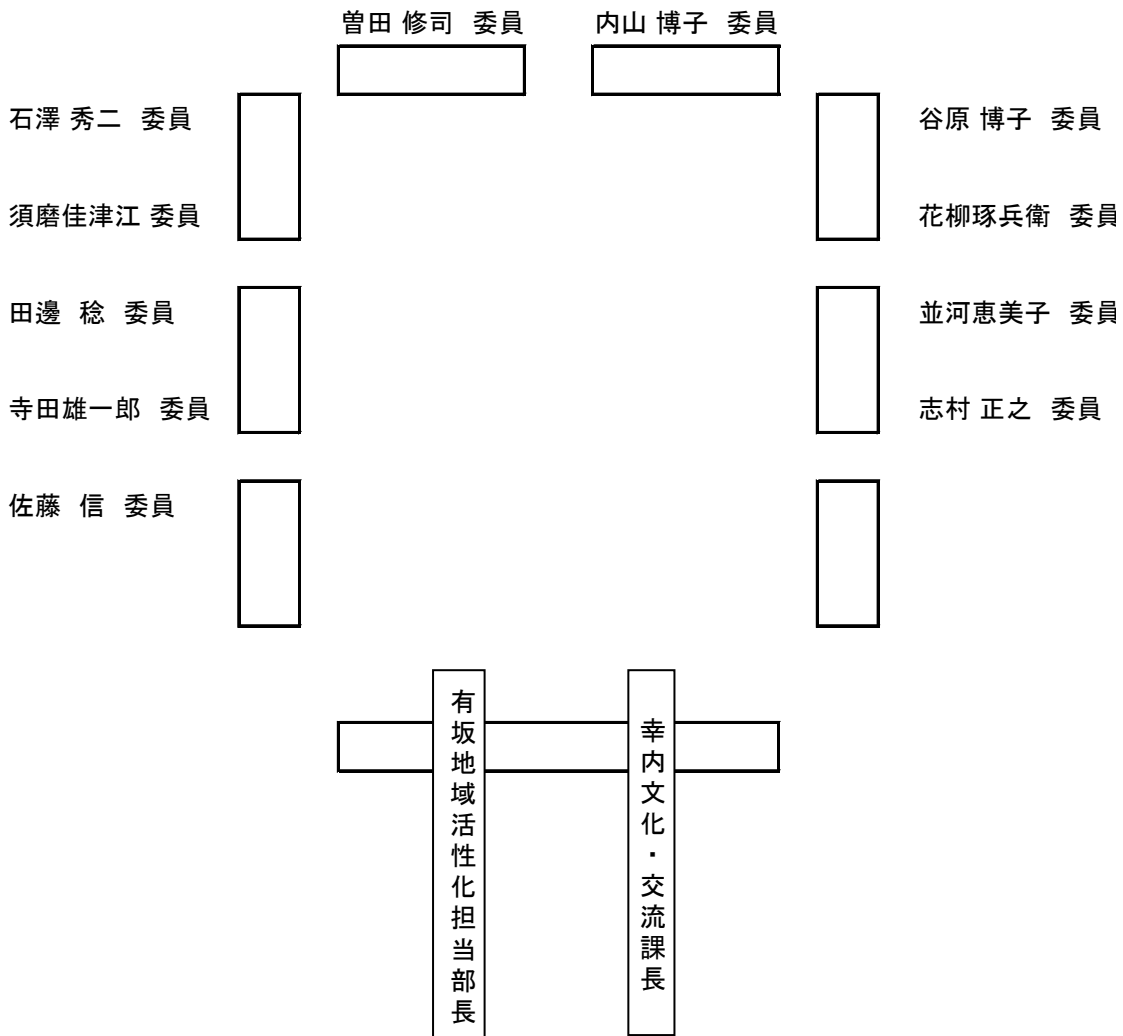 曽田 修司 委員 内山 博子 委員
石澤 秀二 委員 谷原 博子 委員
須磨佳津江 委員 花柳琢兵衛 委員
田邊 稔 委員 並河恵美子 委員
寺田雄一郎 委員 志村 正之 委員
佐藤 信 委員
有坂地域活性化担当部長
幸内文化・交流課長